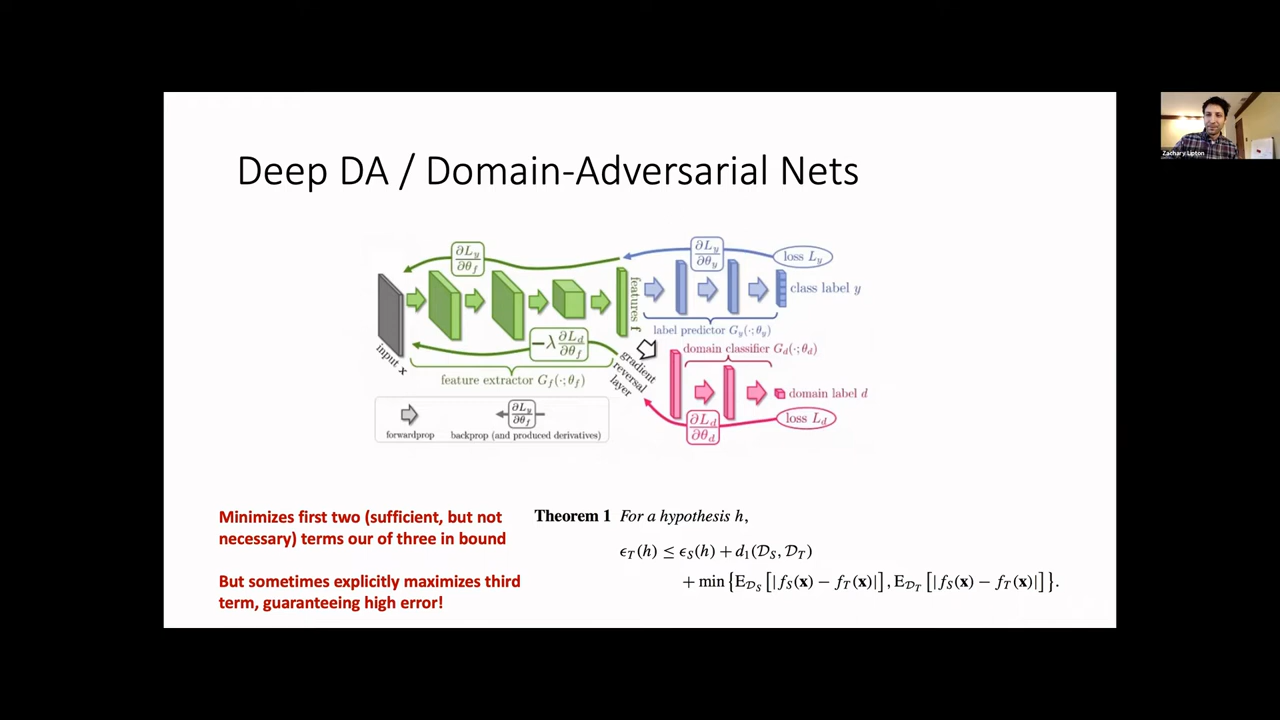 Deep DA / Domain-Adversarial Nets
∂L_y/∂θ_f
∂L_y/∂θ_y
loss L_y
features f
class label y
label predictor G_y(·;θ_y)
−λ ∂L_d/∂θ_f
input x
gradient
reversal
layer
domain classifier G_d(·;θ_d)
feature extractor G_f(·;θ_f)
domain label d
loss L_d
∂L_d/∂θ_d
∂L_y/∂θ_f
forwardprop
backprop (and produced derivatives)
Minimizes first two (sufficient, but not
necessary) terms our of three in bound
But sometimes explicitly maximizes third
term, guaranteeing high error!
Theorem 1 For a hypothesis h,
ϵ_T(h) ≤ ϵ_S(h) + d_1(𝒟_S, 𝒟_T)
+ min{E_𝒟_S[|f_S(x) − f_T(x)|], E_𝒟_T[|f_S(x) − f_T(x)|]}.
Zachary Lipton